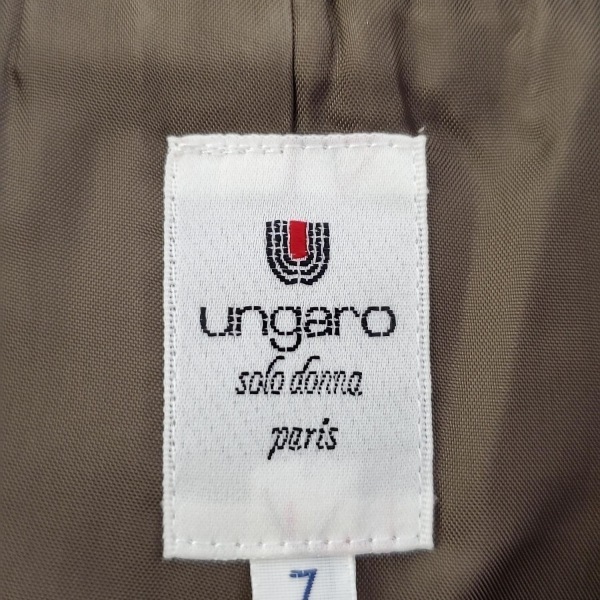 ungaro
solo donna
paris
7